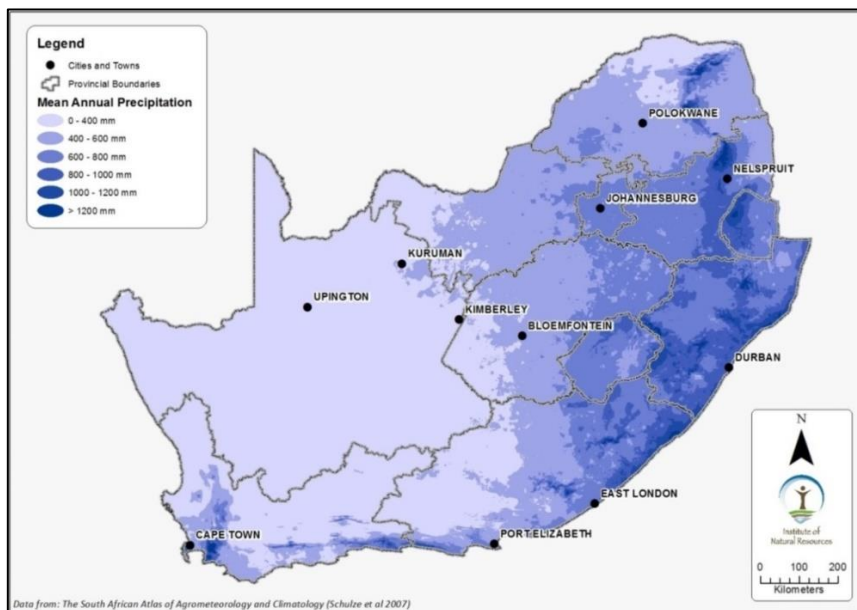 Legend
Cities and Towns
Provincial Boundaries
Mean Annual Precipitation
0 - 400 mm
400 - 600 mm
600 - 800 mm
800 - 1000 mm
1000 - 1200 mm
> 1200 mm
POLOKWANE
NELSPRUIT
JOHANNESBURG
KURUMAN
UPINGTON
KIMBERLEY
BLOEMFONTEIN
DURBAN
EAST LONDON
CAPE TOWN
PORT ELIZABETH
N
Institute of
Natural Resources
0 100 200
Kilometers
Data from: The South African Atlas of Agrometeorology and Climatology (Schulze et al 2007)